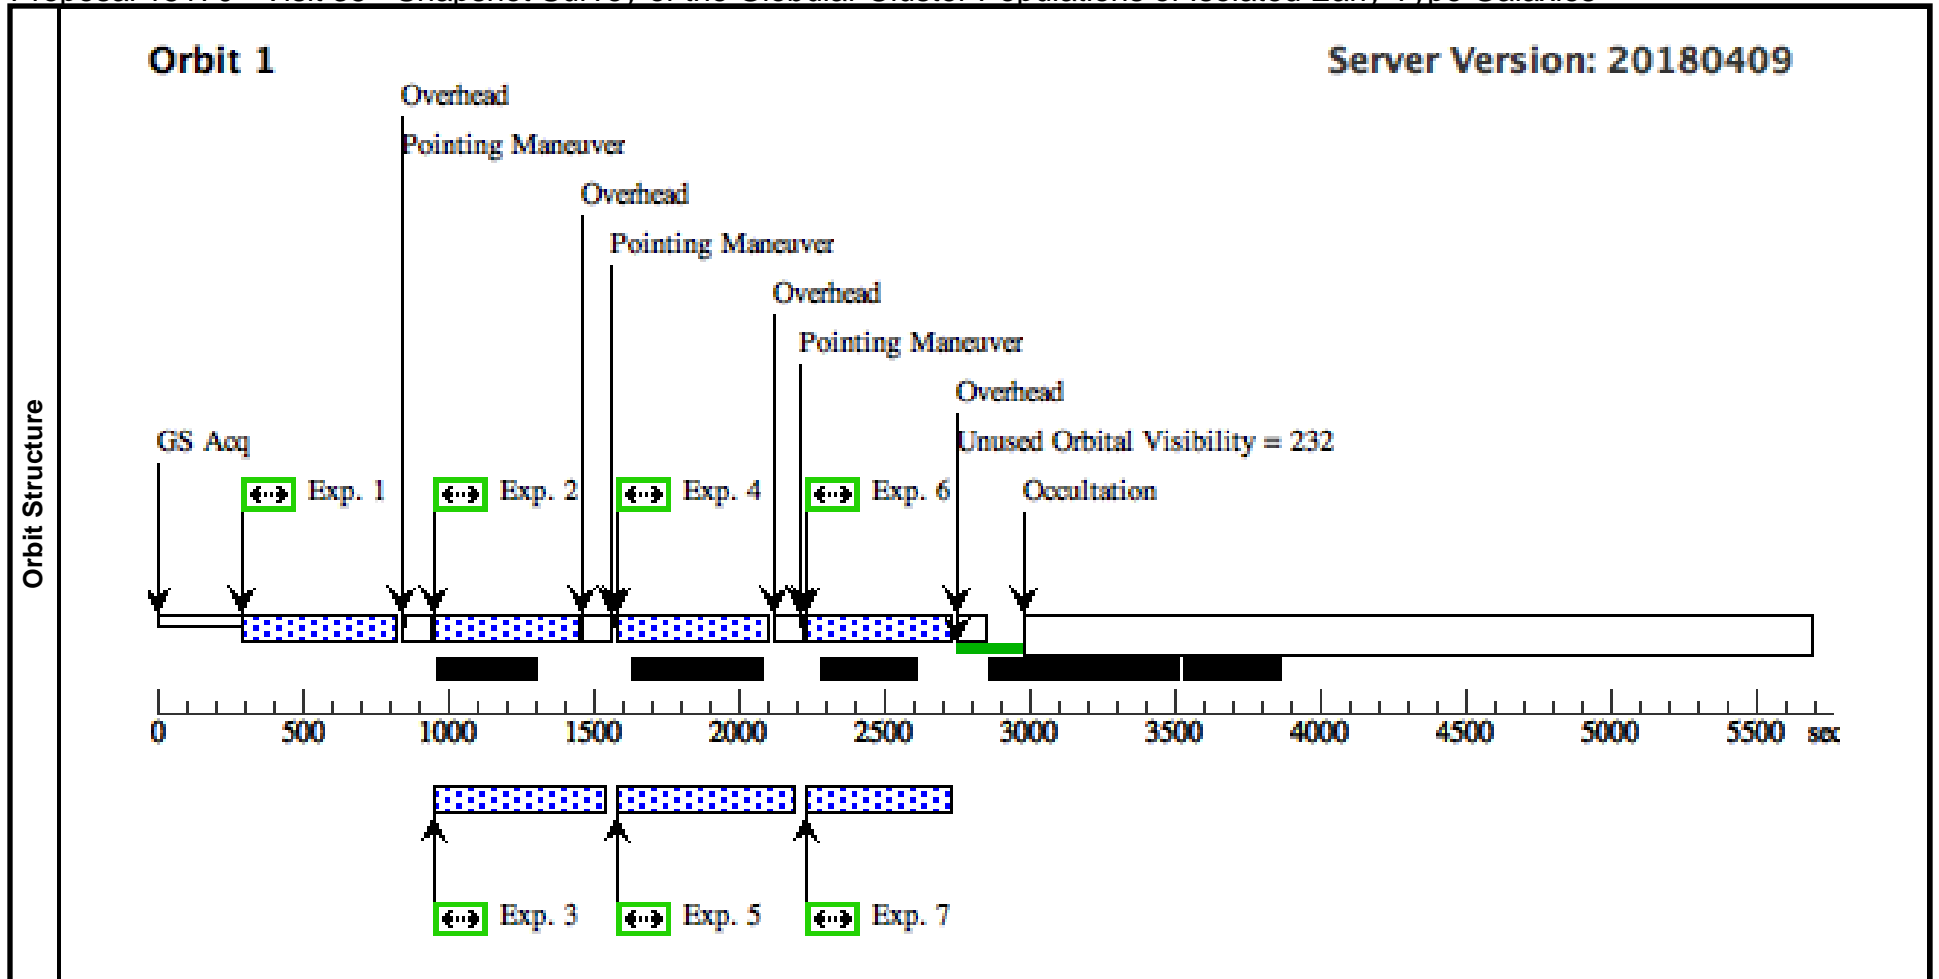 Orbit Structure
Orbit 1
Server Version: 20180409
Overhead
Pointing Maneuver
Overhead
Pointing Maneuver
Overhead
Pointing Maneuver
Overhead
GS Acq
Unused Orbital Visibility = 232
Exp. 1
Exp. 2
Exp. 4
Exp. 6
Occultation
0 500 1000 1500 2000 2500 3000 3500 4000 4500 5000 5500 sec
Exp. 3
Exp. 5
Exp. 7